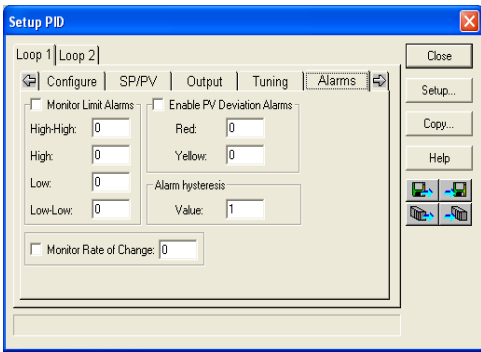 Setup PID
Loop 1 Loop 2
Configure SP/PV Output Tuning Alarms
Monitor Limit Alarms
High-High: 0
High: 0
Low: 0
Low-Low: 0
Enable PV Deviation Alarms
Red: 0
Yellow: 0
Alarm hysteresis
Value: 1
Monitor Rate of Change: 0
Close
Setup...
Copy...
Help